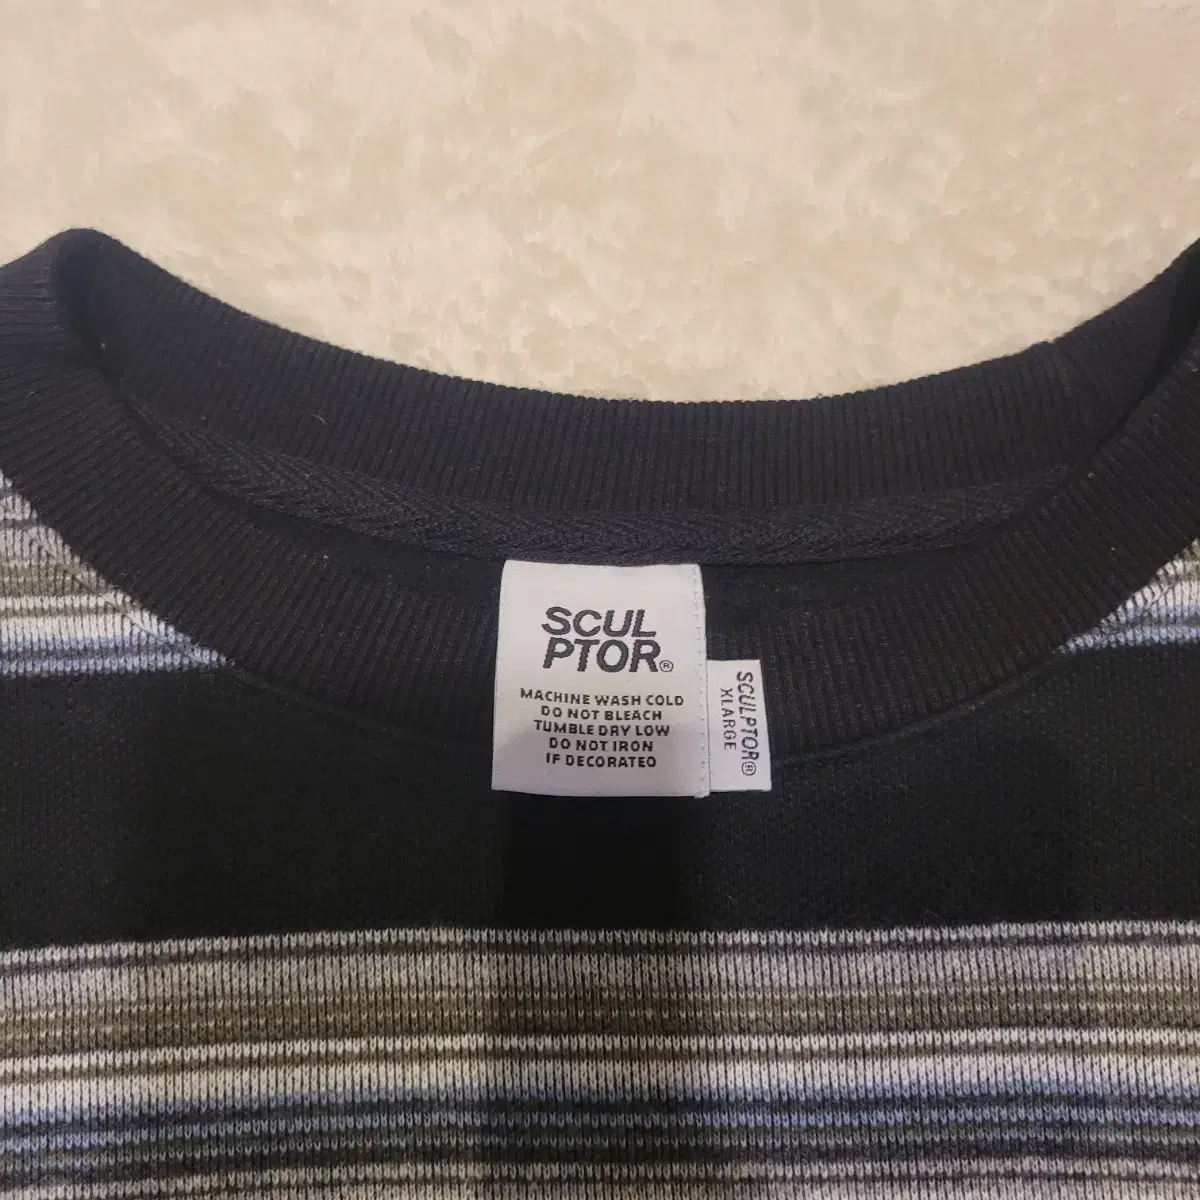 SCUL
PTOR®
MACHINE WASH COLD
DO NOT BLEACH
TUMBLE DRY LOW
DO NOT IRON
IF DECORATED
SCULPTOR®
XLARGE